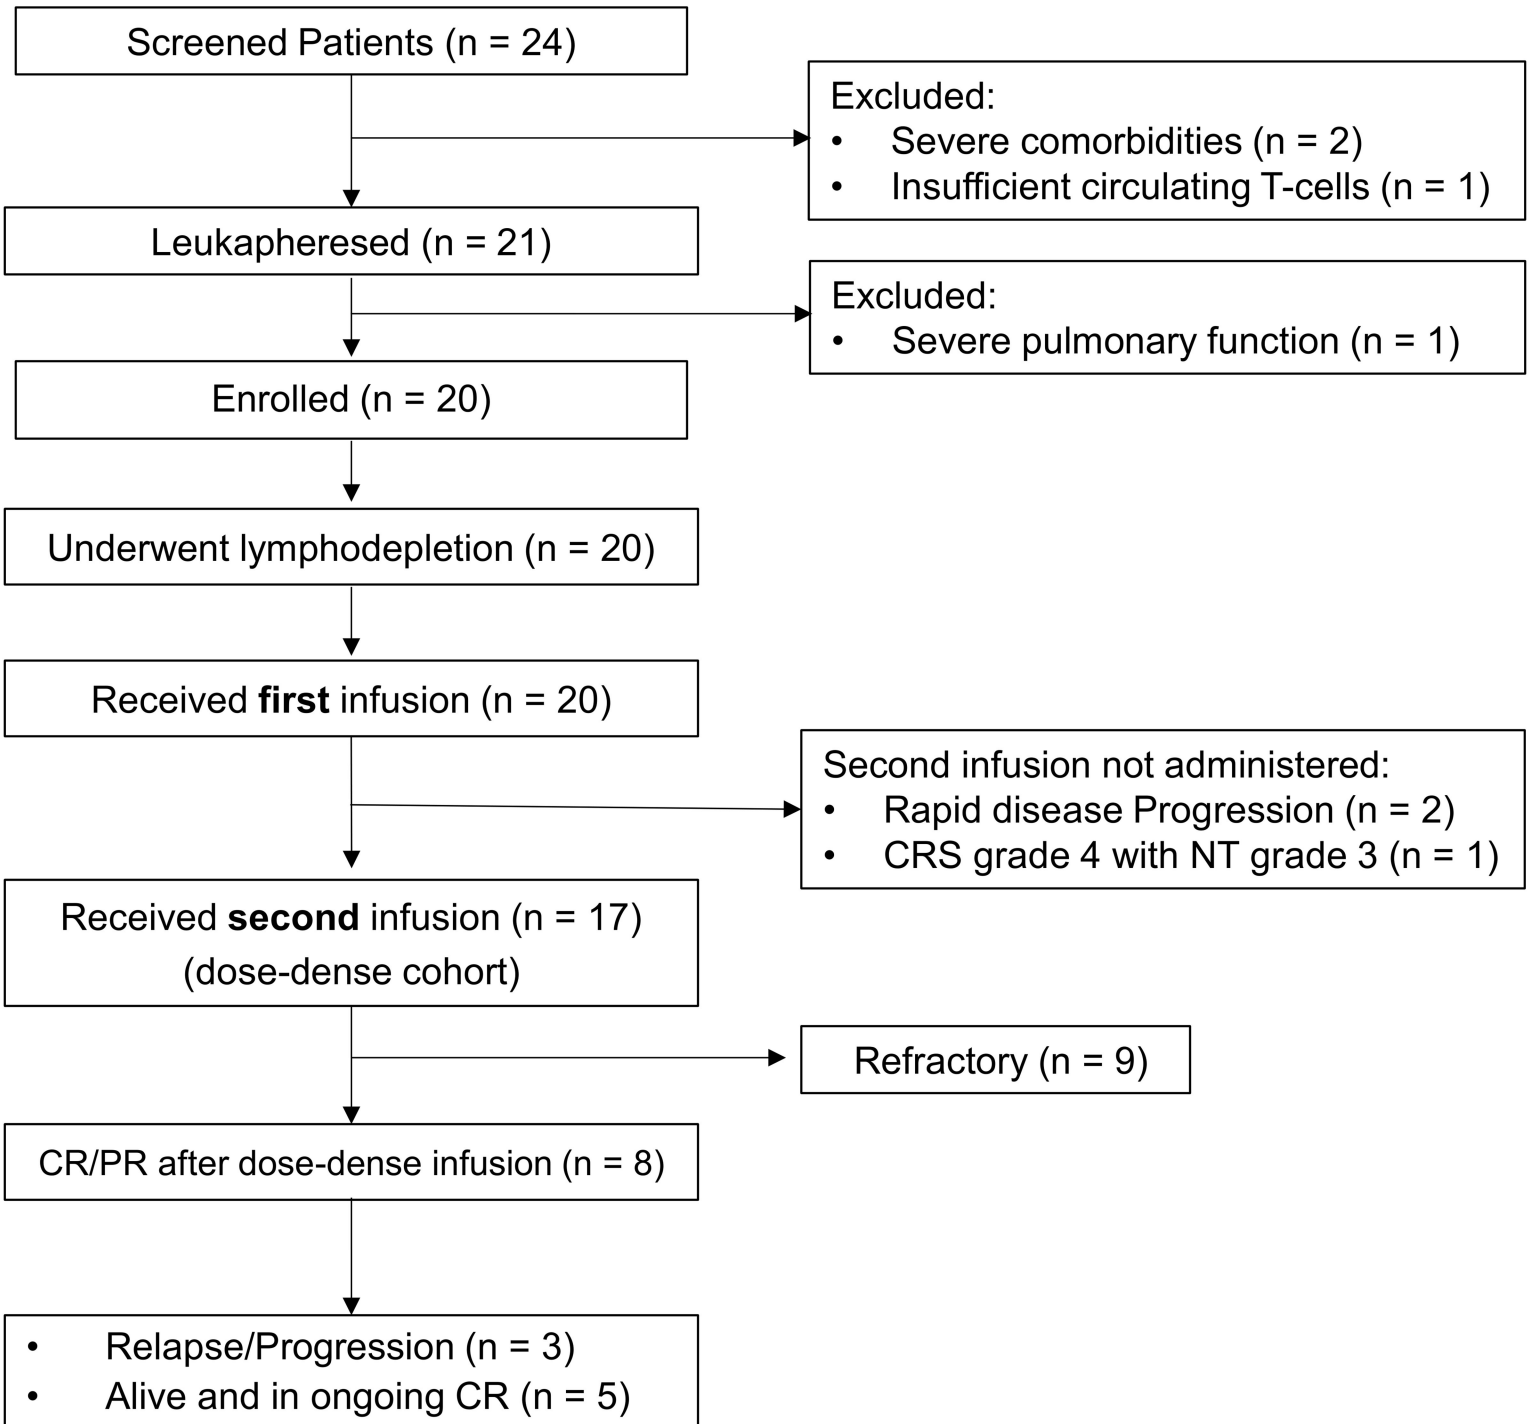 Screened Patients (n = 24)
Excluded:
• Severe comorbidities (n = 2)
• Insufficient circulating T-cells (n = 1)
Leukapheresed (n = 21)
Excluded:
• Severe pulmonary function (n = 1)
Enrolled (n = 20)
Underwent lymphodepletion (n = 20)
Received first infusion (n = 20)
Second infusion not administered:
• Rapid disease Progression (n = 2)
• CRS grade 4 with NT grade 3 (n = 1)
Received second infusion (n = 17)
(dose-dense cohort)
Refractory (n = 9)
CR/PR after dose-dense infusion (n = 8)
• Relapse/Progression (n = 3)
• Alive and in ongoing CR (n = 5)